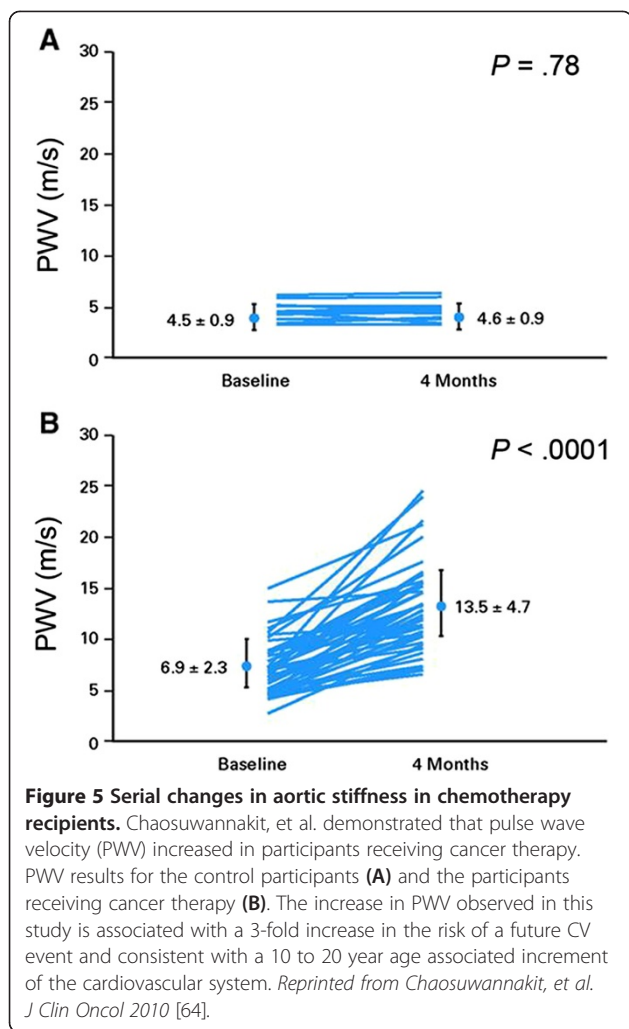 A
P = .78
30
25
20
15
10
5
0
PWV (m/s)
4.5 ± 0.9
4.6 ± 0.9
Baseline 4 Months
B
P < .0001
30
25
20
15
10
5
0
PWV (m/s)
13.5 ± 4.7
6.9 ± 2.3
Baseline 4 Months
Figure 5 Serial changes in aortic stiffness in chemotherapy
recipients. Chaosuwannakit, et al. demonstrated that pulse wave
velocity (PWV) increased in participants receiving cancer therapy.
PWV results for the control participants (A) and the participants
receiving cancer therapy (B). The increase in PWV observed in this
study is associated with a 3-fold increase in the risk of a future CV
event and consistent with a 10 to 20 year age associated increment
of the cardiovascular system. Reprinted from Chaosuwannakit, et al.
J Clin Oncol 2010 [64].